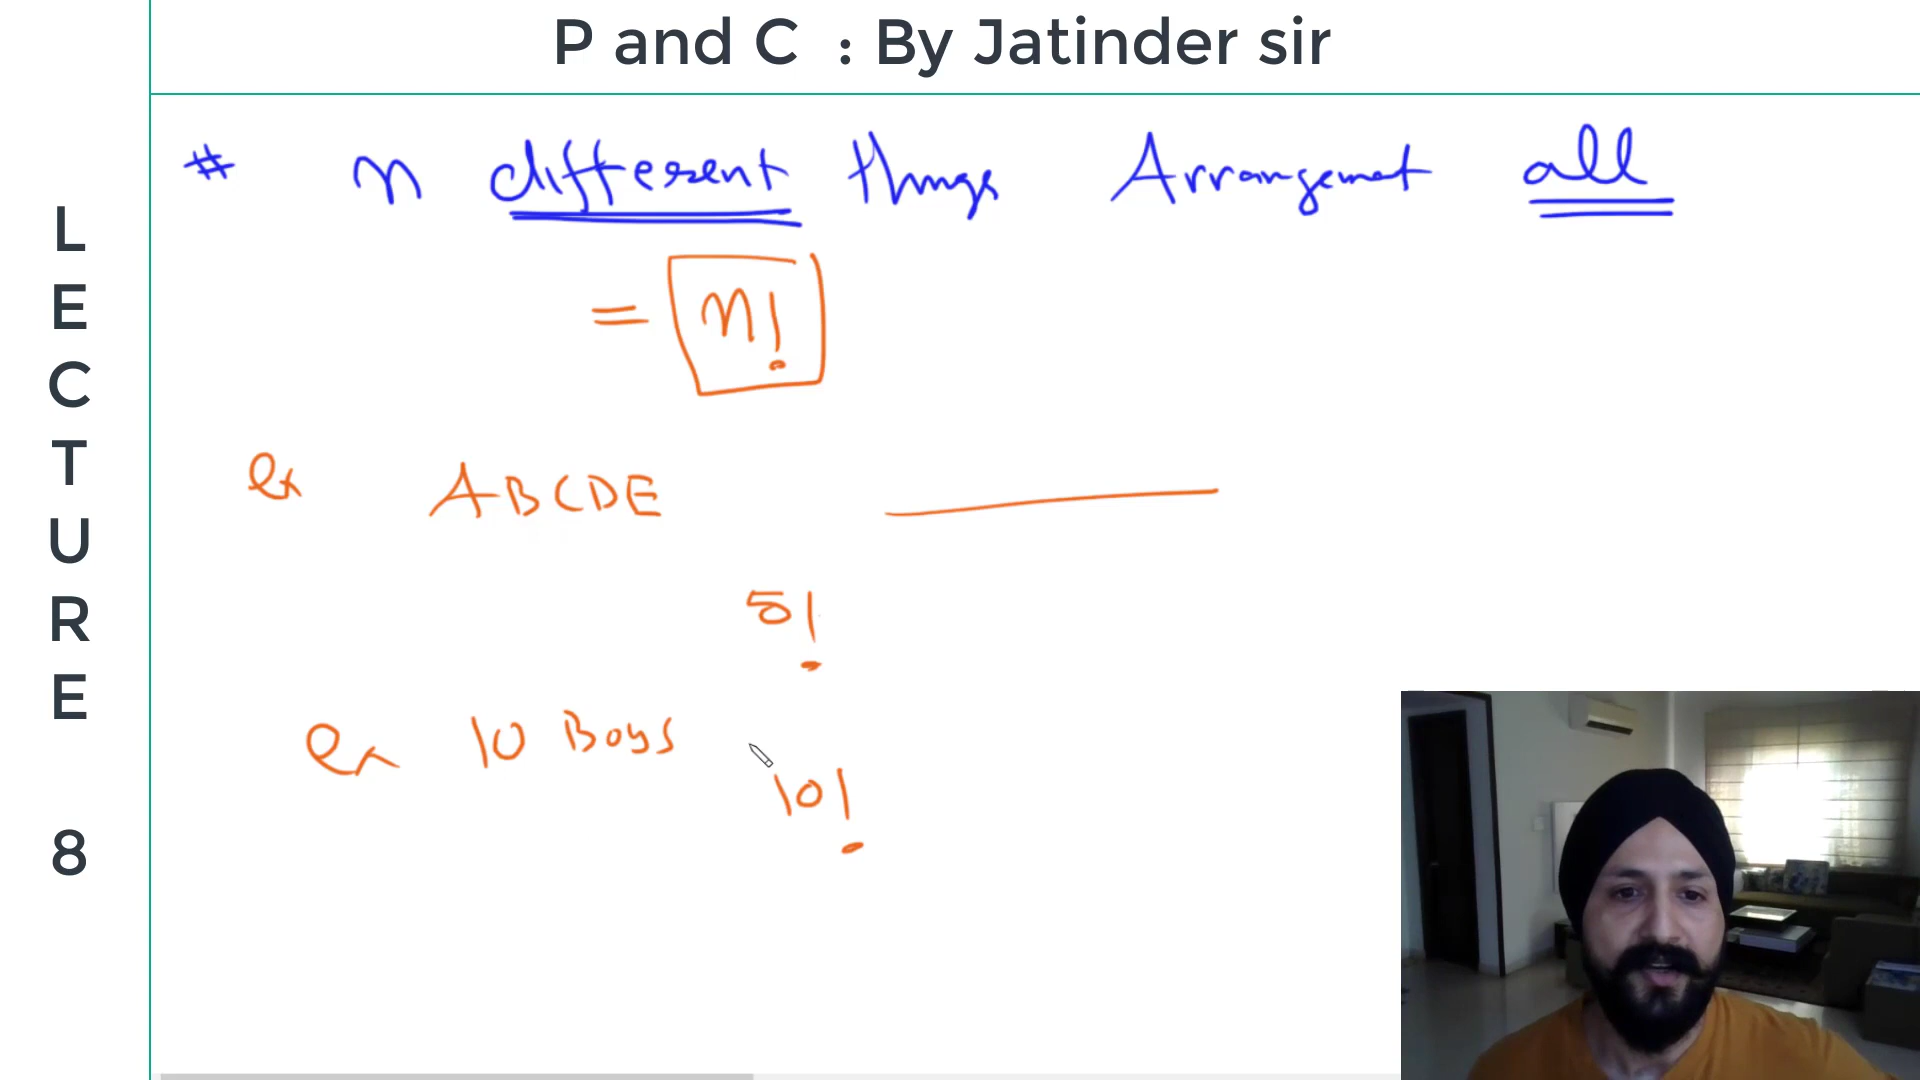 P and C : By Jatinder sir
LECTURE 8
# n different things Arrangement all
= n!
ex ABCDE
5!
ex 10 Boys
10!